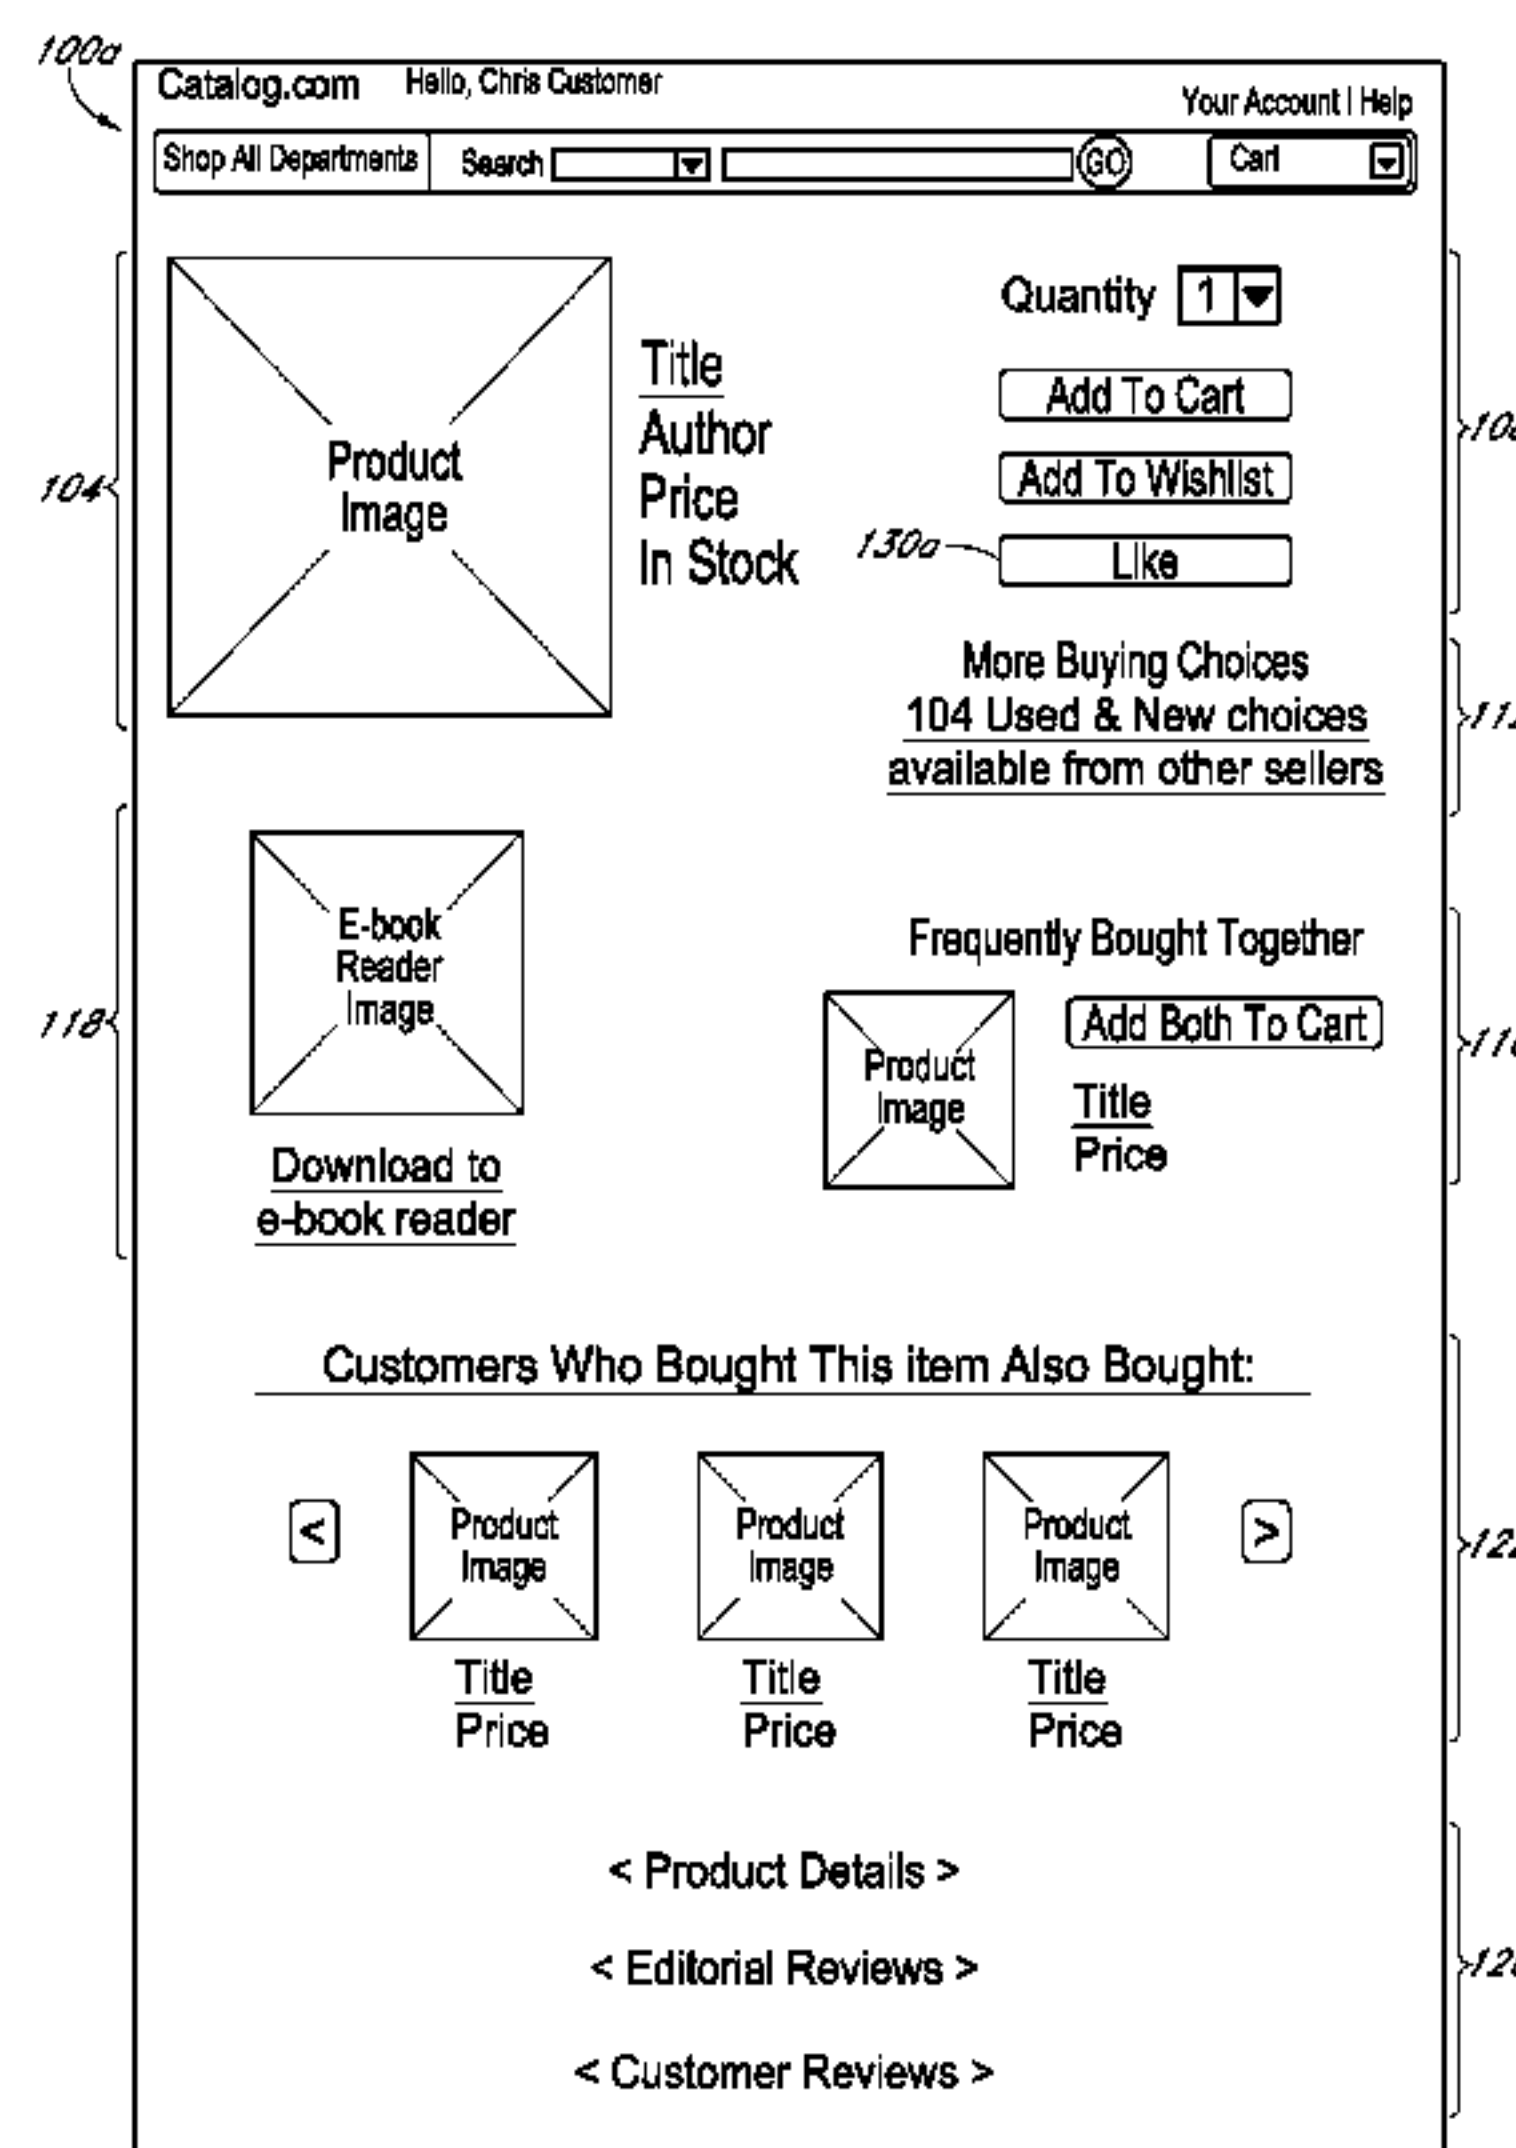 100a
Catalog.com Hello, Chris Customer
Your Account | Help
Shop All Departments Search GO Cart
Quantity 1
Title
Author
Price
In Stock
Product
Image
104
Add To Cart
Add To Wishlist
130a
Like
More Buying Choices
104 Used & New choices
available from other sellers
E-book
Reader
Image
118
Download to
e-book reader
Frequently Bought Together
Product
Image
Add Both To Cart
Title
Price
Customers Who Bought This item Also Bought:
<
Product
Image
Title
Price
Product
Image
Title
Price
Product
Image
Title
Price
>
< Product Details >
< Editorial Reviews >
< Customer Reviews >